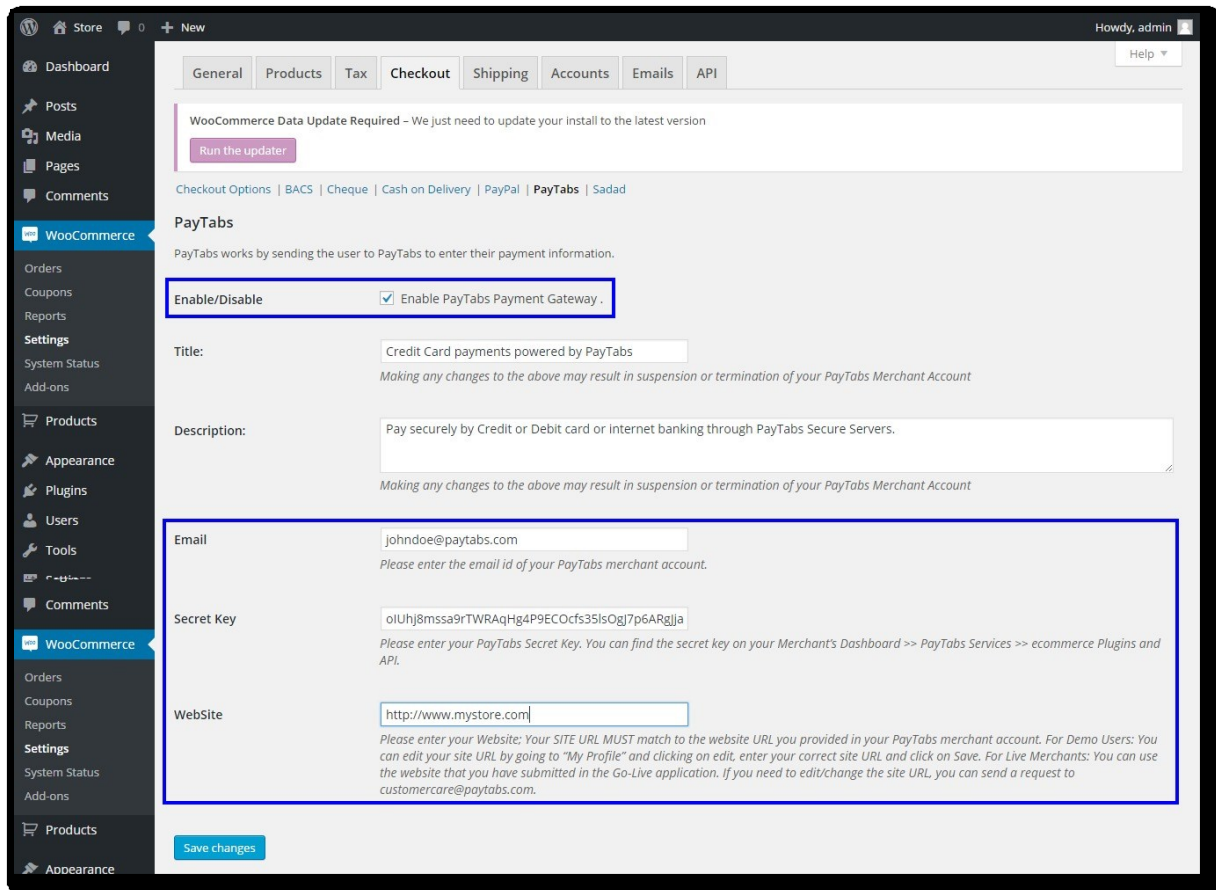 Store 0 New Howdy, admin
Help
Dashboard
Posts
Media
Pages
Comments
WooCommerce
Orders
Coupons
Reports
Settings
System Status
Add-ons
Products
Appearance
Plugins
Users
Tools
Comments
WooCommerce
Orders
Coupons
Reports
Settings
System Status
Add-ons
Products
Appearance
General Products Tax Checkout Shipping Accounts Emails API
WooCommerce Data Update Required – We just need to update your install to the latest version
Run the updater
Checkout Options | BACS | Cheque | Cash on Delivery | PayPal | PayTabs | Sadad
PayTabs
PayTabs works by sending the user to PayTabs to enter their payment information.
Enable/Disable Enable PayTabs Payment Gateway .
Title: Credit Card payments powered by PayTabs
Making any changes to the above may result in suspension or termination of your PayTabs Merchant Account
Description: Pay securely by Credit or Debit card or internet banking through PayTabs Secure Servers.
Making any changes to the above may result in suspension or termination of your PayTabs Merchant Account
Email johndoe@paytabs.com
Please enter the email id of your PayTabs merchant account.
Secret Key
Please enter your PayTabs Secret Key. You can find the secret key on your Merchant's Dashboard >> PayTabs Services >> ecommerce Plugins and
API.
WebSite http://www.mystore.com
Please enter your Website; Your SITE URL MUST match to the website URL you provided in your PayTabs merchant account. For Demo Users: You
can edit your site URL by going to “My Profile” and clicking on edit, enter your correct site URL and click on Save. For Live Merchants: You can use
the website that you have submitted in the Go-Live application. If you need to edit/change the site URL, you can send a request to
customercare@paytabs.com.
Save changes